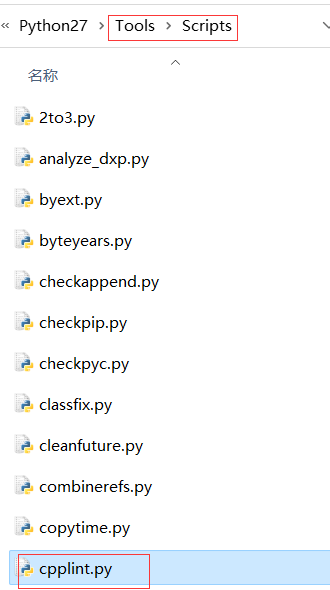 « Python27 > Tools > Scripts
名称
2to3.py
analyze_dxp.py
byext.py
byteyears.py
checkappend.py
checkpip.py
checkpyc.py
classfix.py
cleanfuture.py
combinerefs.py
copytime.py
cpplint.py